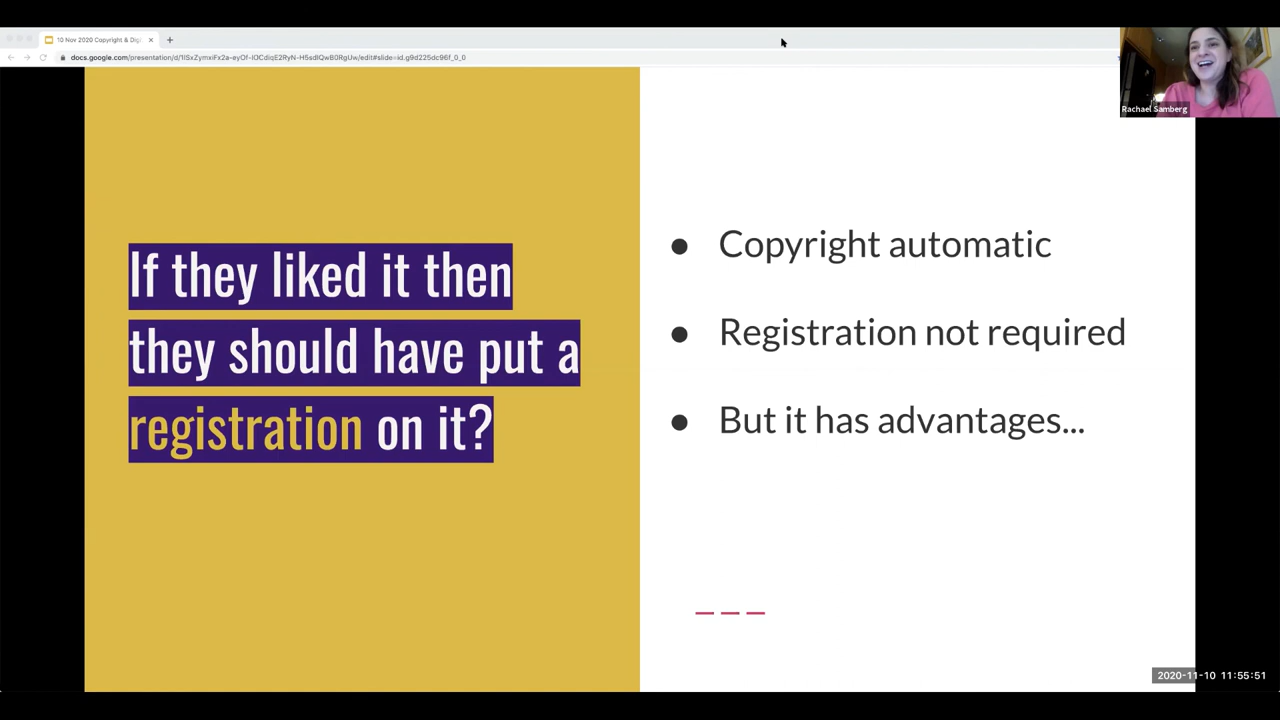 10 Nov 2020 Copyright & Dig
docs.google.com/presentation/d/1lSxZymxiFx2a-eyOf-IOCdiqE2RyN-H5sdIQwB0RgUw/edit#slide=id.g9d225dc96f_0_0
Rachael Samberg
If they liked it then
they should have put a
registration on it?
● Copyright automatic
● Registration not required
● But it has advantages...
2020-11-10 11:55:51